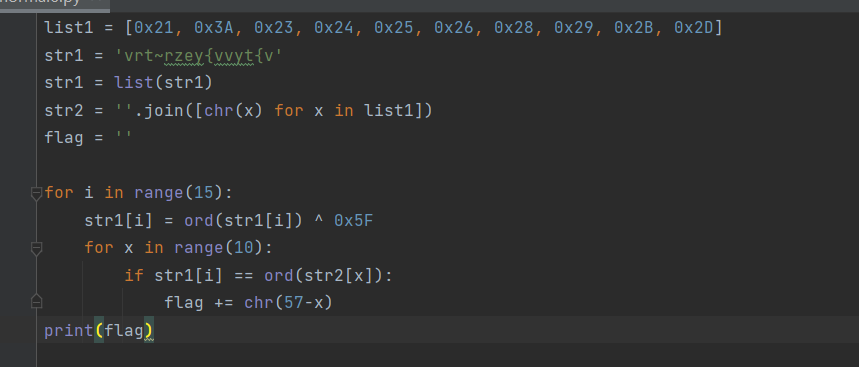 list1 = [0x21, 0x3A, 0x23, 0x24, 0x25, 0x26, 0x28, 0x29, 0x2B, 0x2D]
str1 = 'vrt~rzey{vvyt{v'
str1 = list(str1)
str2 = ''.join([chr(x) for x in list1])
flag = ''
for i in range(15):
    str1[i] = ord(str1[i]) ^ 0x5F
    for x in range(10):
        if str1[i] == ord(str2[x]):
            flag += chr(57-x)
print(flag)